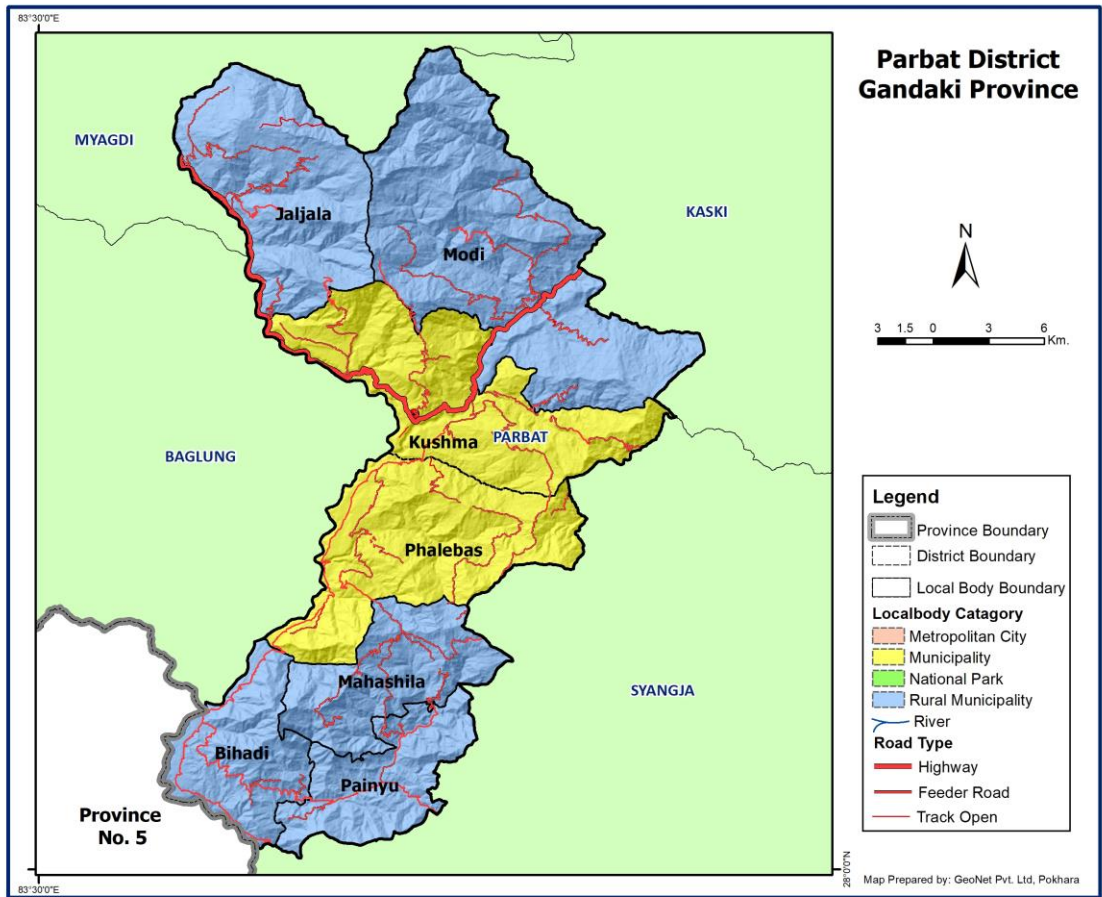 83°30'0"E
Parbat District
Gandaki Province
MYAGDI
KASKI
Jaljala
Modi
N
3 1.5 0 3 6
Km.
Kushma
PARBAT
BAGLUNG
Phalebas
Mahashila
SYANGJA
Bihadi
Painyu
Province
No. 5
Legend
Province Boundary
District Boundary
Local Body Boundary
Localbody Catagory
Metropolitan City
Municipality
National Park
Rural Municipality
River
Road Type
Highway
Feeder Road
Track Open
83°30'0"E
28°0'0"N
Map Prepared by: GeoNet Pvt. Ltd, Pokhara